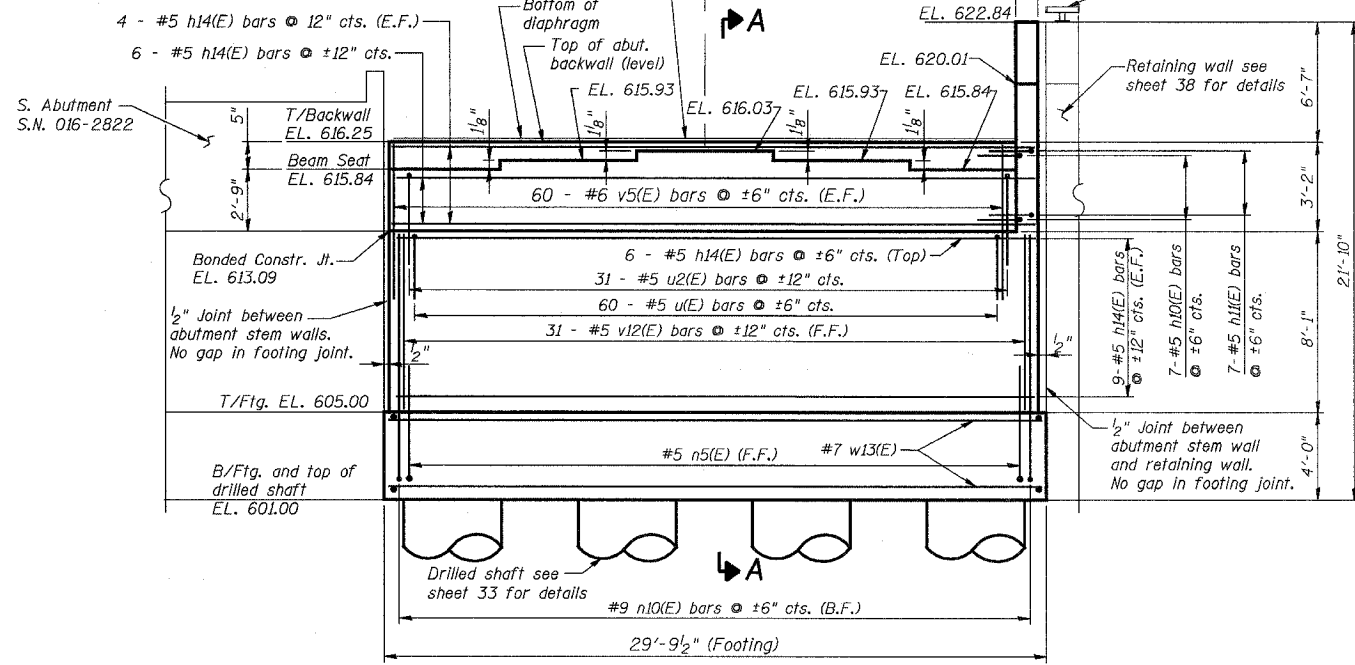 4 - #5 h14(E) bars @ 12" cts. (E.F.)
6 - #5 h14(E) bars @ ±12" cts.
Bottom of
diaphragm
Top of abut.
backwall (level)
A
EL. 622.84
EL. 620.01
Retaining wall see
sheet 38 for details
6'-7"
S. Abutment
S.N. 016-2822
5"
T/Backwall
EL. 616.25
Beam Seat
EL. 615.84
2'-9"
1⅛"
EL. 615.93
1⅛"
EL. 616.03
1⅛"
EL. 615.93
EL. 615.84
1⅛"
3'-2"
60 - #6 v5(E) bars @ ±6" cts. (E.F.)
Bonded Constr. Jt.
EL. 613.09
6 - #5 h14(E) bars @ ±6" cts. (Top)
31 - #5 u2(E) bars @ ±12" cts.
60 - #5 u(E) bars @ ±6" cts.
31 - #5 v12(E) bars @ ±12" cts. (F.F.)
½" Joint between
abutment stem walls.
No gap in footing joint.
½"
½"
9- #5 h14(E) bars
@ ±12" cts. (E.F.)
7-#5 h10(E) bars
@ ±6" cts.
7-#5 h11(E) bars
@ ±6" cts.
8'-1"
21'-10"
T/Ftg. EL. 605.00
#5 n5(E) (F.F.)
#7 w13(E)
½" Joint between
abutment stem wall
and retaining wall.
No gap in footing joint.
4'-0"
B/Ftg. and top of
drilled shaft
EL. 601.00
Drilled shaft see
sheet 33 for details
A
#9 n10(E) bars @ ±6" cts. (B.F.)
29'-9½" (Footing)